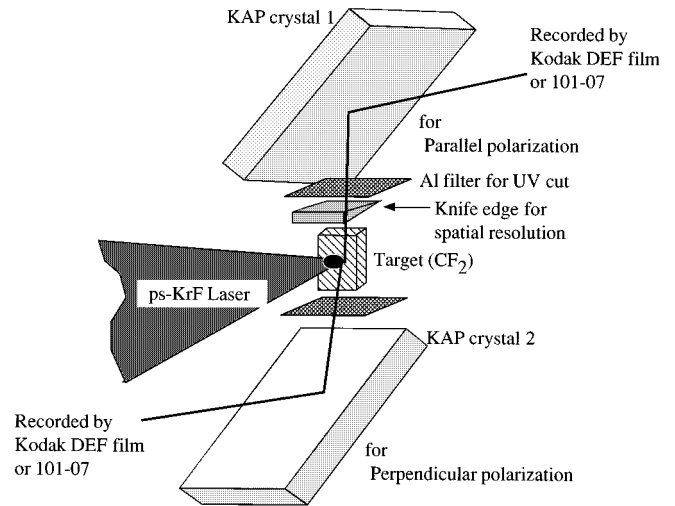 KAP crystal 1
Recorded by
Kodak DEF film
or 101-07
for
Parallel polarization
Al filter for UV cut
Knife edge for
spatial resolution
Target (CF2)
ps-KrF Laser
KAP crystal 2
Recorded by
Kodak DEF film
or 101-07
for
Perpendicular polarization